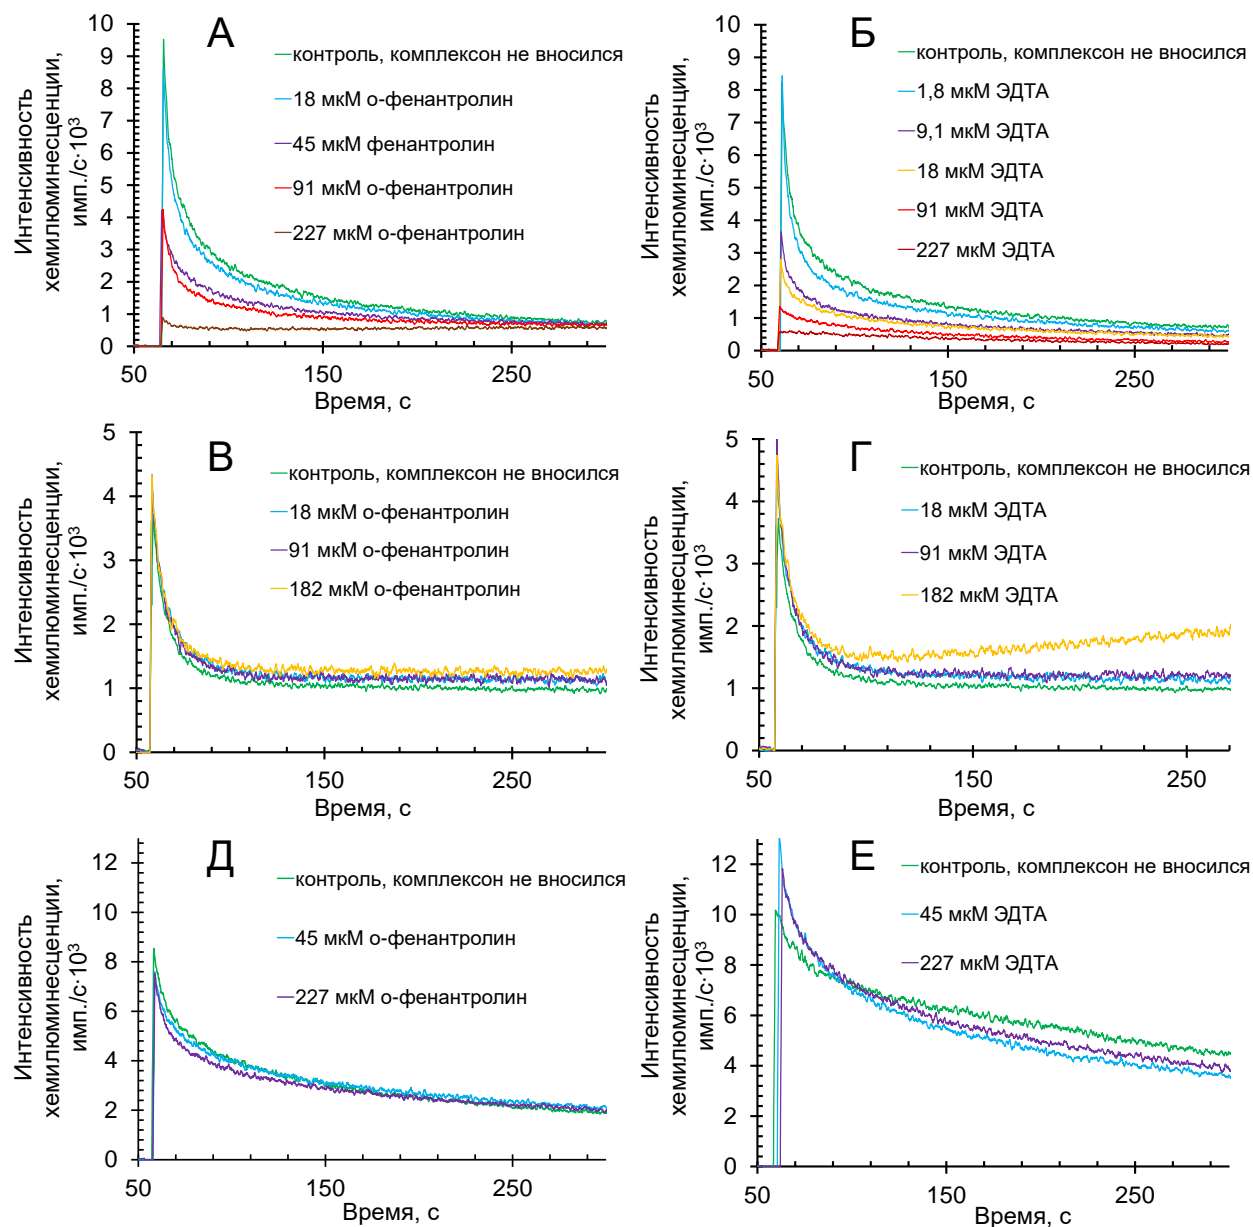 А
Интенсивность
хемилюминесценции,
имп./с·10³
10
9
8
7
6
5
4
3
2
1
0
контроль, комплексон не вносился
18 мкМ о-фенантролин
45 мкМ фенантролин
91 мкМ о-фенантролин
227 мкМ о-фенантролин
50
150
250
Время, с
Б
Интенсивность
хемилюминесценции,
имп./с·10³
10
9
8
7
6
5
4
3
2
1
0
контроль, комплексон не вносился
1,8 мкМ ЭДТА
9,1 мкМ ЭДТА
18 мкМ ЭДТА
91 мкМ ЭДТА
227 мкМ ЭДТА
50
150
250
Время, с
В
Интенсивность
хемилюминесценции,
имп./с·10³
5
4
3
2
1
0
контроль, комплексон не вносился
18 мкМ о-фенантролин
91 мкМ о-фенантролин
182 мкМ о-фенантролин
50
150
250
Время, с
Г
Интенсивность
хемилюминесценции,
имп./с·10³
5
4
3
2
1
0
контроль, комплексон не вносился
18 мкМ ЭДТА
91 мкМ ЭДТА
182 мкМ ЭДТА
50
150
250
Время, с
Д
Интенсивность
хемилюминесценции,
имп./с·10³
12
10
8
6
4
2
0
контроль, комплексон не вносился
45 мкМ о-фенантролин
227 мкМ о-фенантролин
50
150
250
Время, с
Е
Интенсивность
хемилюминесценции,
имп./с·10³
12
10
8
6
4
2
0
контроль, комплексон не вносился
45 мкМ ЭДТА
227 мкМ ЭДТА
50
150
250
Время, с